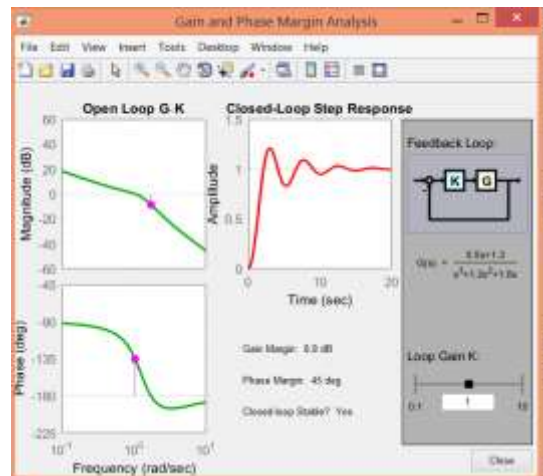 Gain and Phase Margin Analysis
File Edit View Insert Tools Desktop Window Help
Open Loop G K
Closed-Loop Step Response
Magnitude (dB)
60
40
20
0
-20
-40
-60
Amplitude
1.5
1
0.5
0
0 10 20
Time (sec)
Feedback Loop:
K G
Phase (deg)
-45
-90
-135
-180
-225
10⁻¹ 10⁰ 10¹
Frequency (rad/sec)
Phase Margin: 45 deg
Closed-loop Stable? Yes
Gain Margin:
Loop Gain K:
0.1 1 10
Close